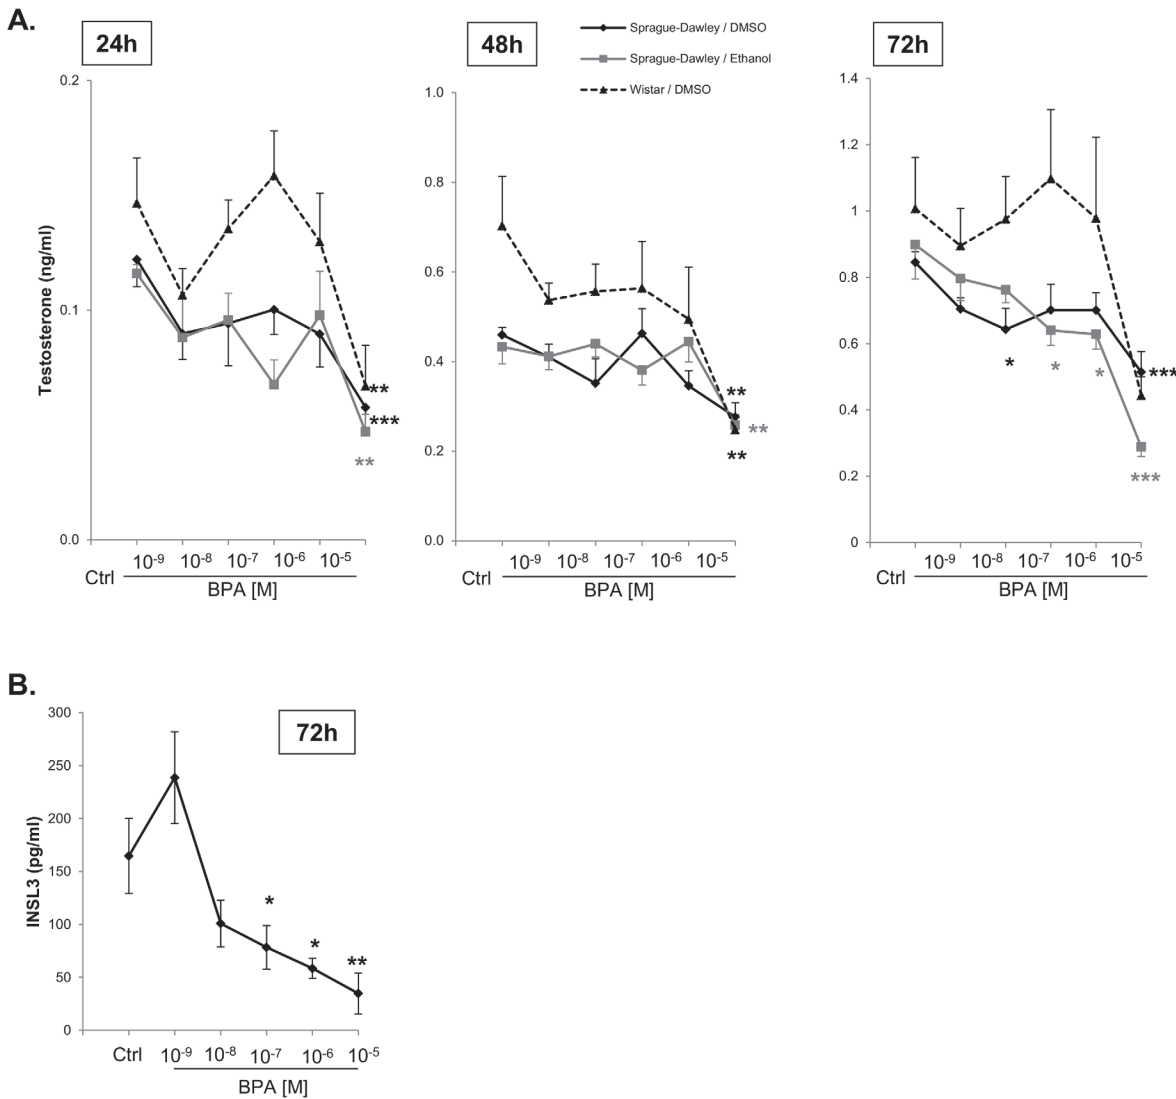 A.
24h
48h
72h
Sprague-Dawley / DMSO
Sprague-Dawley / Ethanol
Wistar / DMSO
Testosterone (ng/ml)
0.2
0.1
0.0
**
***
**
Ctrl
10-9 10-8 10-7 10-6 10-5
BPA [M]
1.0
0.8
0.6
0.4
0.2
0.0
**
**
**
Ctrl
10-9 10-8 10-7 10-6 10-5
BPA [M]
1.4
1.2
1
0.8
0.6
0.4
0.2
0
*
*
*
***
***
Ctrl
10-9 10-8 10-7 10-6 10-5
BPA [M]
B.
72h
INSL3 (pg/ml)
300
250
200
150
100
50
0
*
*
**
Ctrl 10-9 10-8 10-7 10-6 10-5
BPA [M]